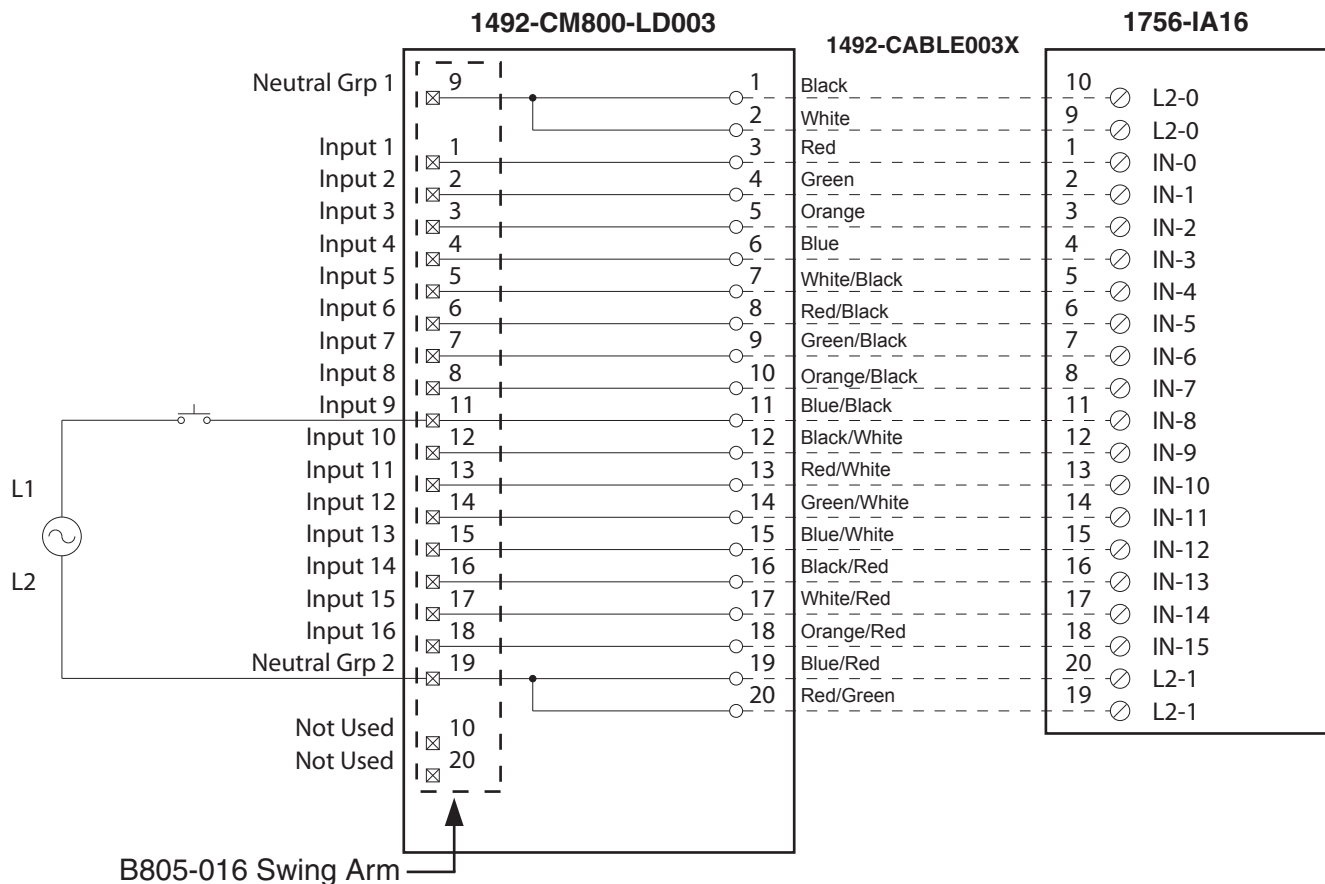 1492-CM800-LD003 1492-CABLE003X 1756-IA16
Neutral Grp 1 9 1 Black 10 L2-0
2 White 9 L2-0
Input 1 1 3 Red 1 IN-0
Input 2 2 4 Green 2 IN-1
Input 3 3 5 Orange 3 IN-2
Input 4 4 6 Blue 4 IN-3
Input 5 5 7 White/Black 5 IN-4
Input 6 6 8 Red/Black 6 IN-5
Input 7 7 9 Green/Black 7 IN-6
Input 8 8 10 Orange/Black 8 IN-7
Input 9 11 11 Blue/Black 11 IN-8
Input 10 12 12 Black/White 12 IN-9
Input 11 13 13 Red/White 13 IN-10
L1
Input 12 14 14 Green/White 14 IN-11
Input 13 15 15 Blue/White 15 IN-12
Input 14 16 16 Black/Red 16 IN-13
L2
Input 15 17 17 White/Red 17 IN-14
Input 16 18 18 Orange/Red 18 IN-15
Neutral Grp 2 19 19 Blue/Red 20 L2-1
20 Red/Green 19 L2-1
Not Used 10
Not Used 20
B805-016 Swing Arm